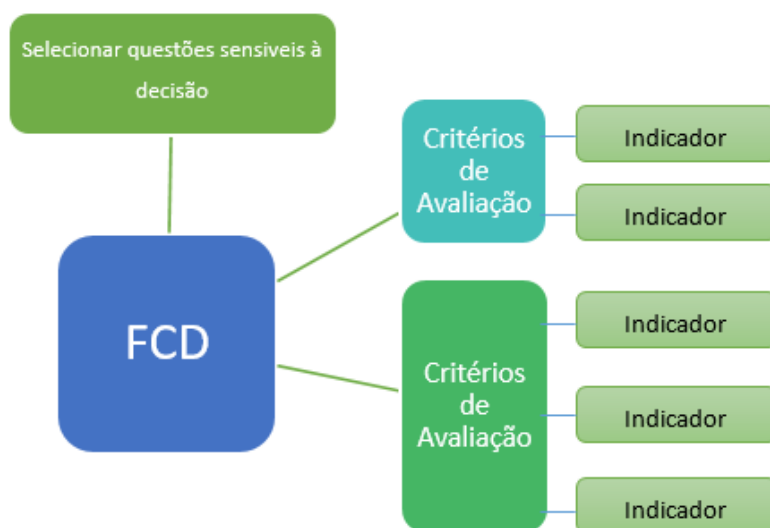 Selecionar questões sensiveis à
decisão
FCD
Critérios
de
Avaliação
Indicador
Indicador
Critérios
de
Avaliação
Indicador
Indicador
Indicador